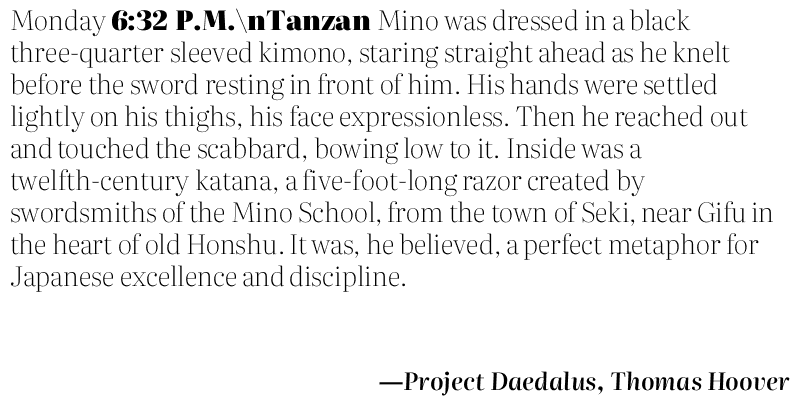 Monday 6:32 P.M.\nTanzan Mino was dressed in a black
three-quarter sleeved kimono, staring straight ahead as he knelt
before the sword resting in front of him. His hands were settled
lightly on his thighs, his face expressionless. Then he reached out
and touched the scabbard, bowing low to it. Inside was a
twelfth-century katana, a five-foot-long razor created by
swordsmiths of the Mino School, from the town of Seki, near Gifu in
the heart of old Honshu. It was, he believed, a perfect metaphor for
Japanese excellence and discipline.
—Project Daedalus, Thomas Hoover